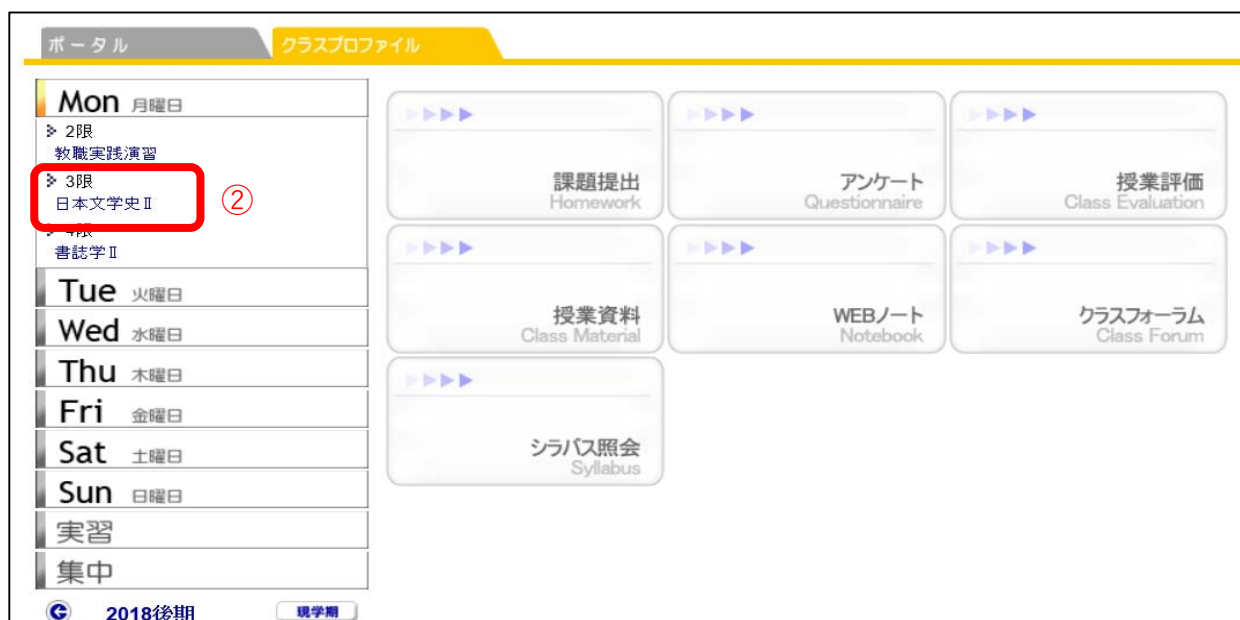 ポータル
クラスプロファイル
Mon 月曜日
2限
教職実践演習
3限
日本文学史Ⅱ
②
4限
書誌学Ⅱ
Tue 火曜日
Wed 水曜日
Thu 木曜日
Fri 金曜日
Sat 土曜日
Sun 日曜日
実習
集中
2018後期
現学期
課題提出
Homework
アンケート
Questionnaire
授業評価
Class Evaluation
授業資料
Class Material
WEBノート
Notebook
クラスフォーラム
Class Forum
シラバス照会
Syllabus